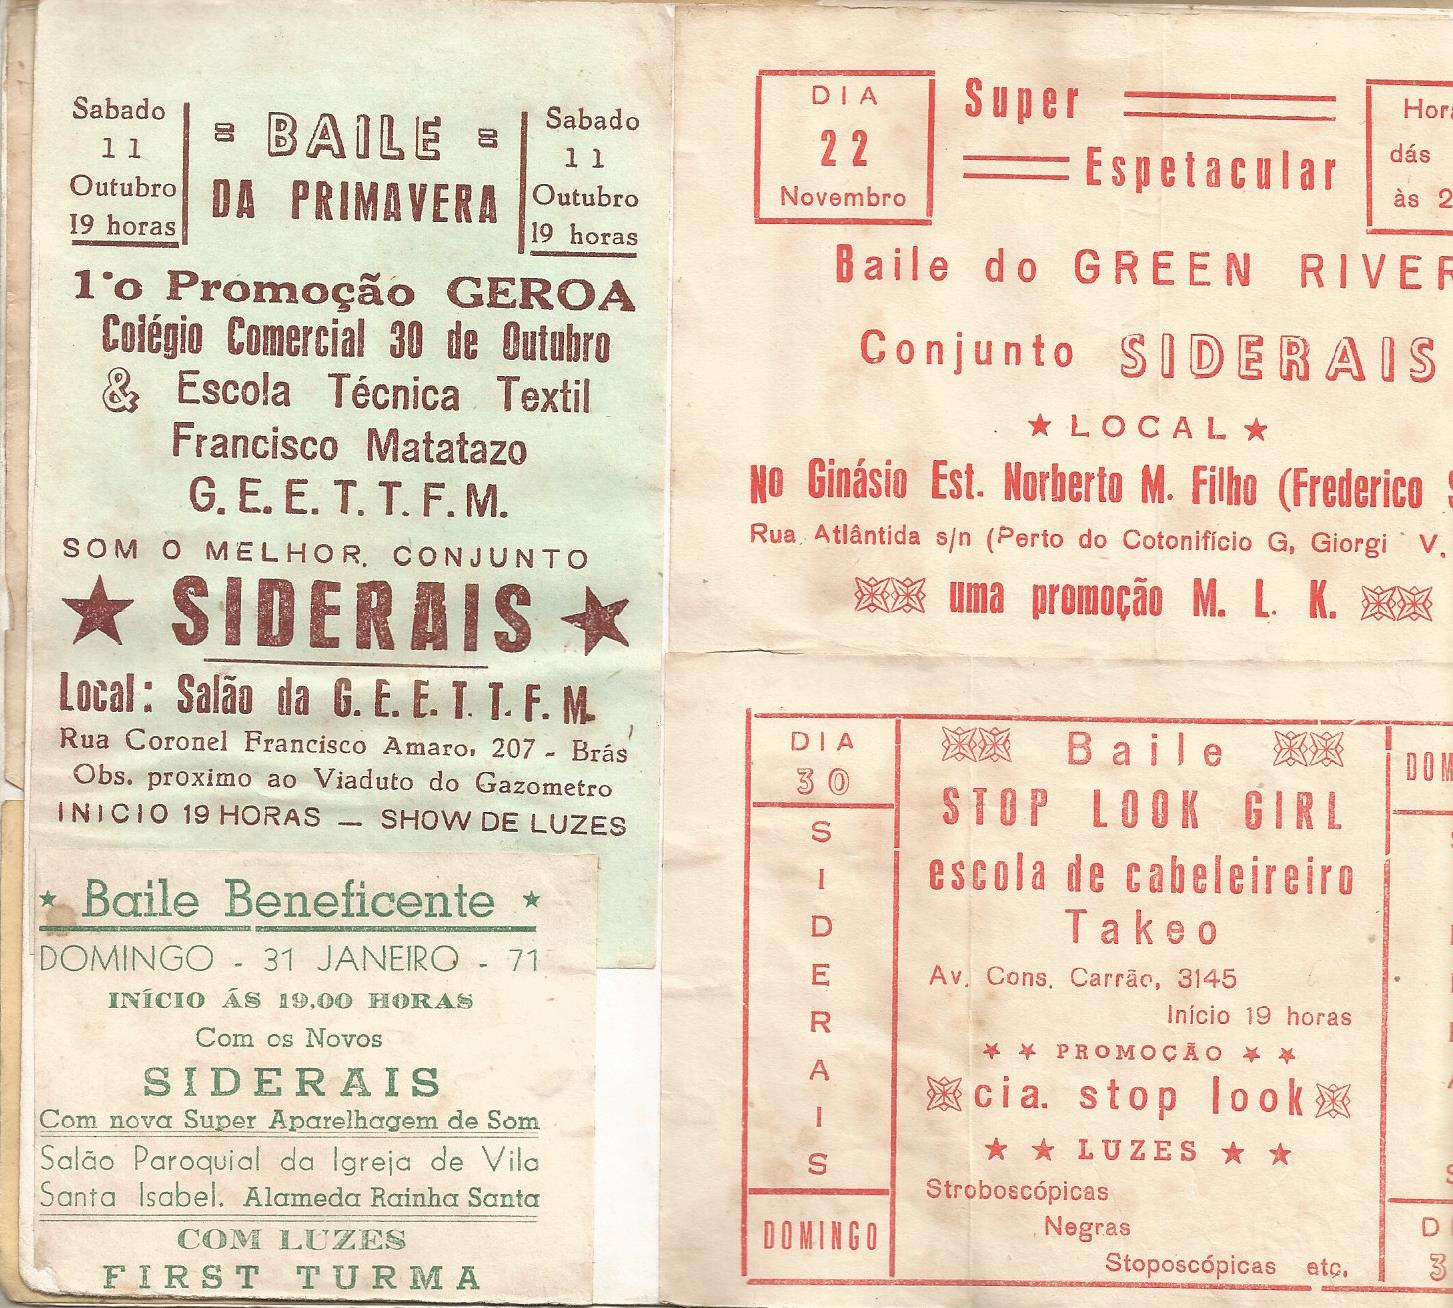 Sabado
11
Outubro
19 horas
= BAILE =
DA PRIMAVERA
Sabado
11
Outubro
19 horas
1°o Promoção GEROA
Colégio Comercial 30 de Outubro
& Escola Técnica Textil
Francisco Matatazo
G. E. E. T. T. F. M.
SOM O MELHOR. CONJUNTO
★ SIDERAIS ★
Local: Salão da G. E. E. T. T. F. M.
Rua Coronel Francisco Amaro, 207 - Brás
Obs. proximo ao Viaduto do Gazometro
INICIO 19 HORAS — SHOW DE LUZES
★ Baile Beneficente ★
DOMINGO - 31 JANEIRO - 71
INÍCIO ÁS 19,00 HORAS
Com os Novos
SIDERAIS
Com nova Super Aparelhagem de Som
Salão Paroquial da Igreja de Vila
Santa Isabel. Alameda Rainha Santa
COM LUZES
FIRST TURMA
DIA
22
Novembro
Super
Espetacular
dás
às 2
Baile do GREEN RIVER
Conjunto SIDERAIS
★ LOCAL ★
No Ginásio Est. Norberto M. Filho (Frederico
Rua Atlântida s/n (Perto do Cotonifício G, Giorgi V,
uma promoção M. L. K.
DIA
30
SIDERAIS
DOMINGO
Baile
STOP LOOK GIRL
escola de cabeleireiro
Takeo
Av. Cons. Carrão, 3145
Início 19 horas
★ ★ PROMOÇÃO ★ ★
cia. stop look
★ ★ LUZES ★ ★
Stroboscópicas
Negras
Stoposcópicas etc.
DOM
D
3